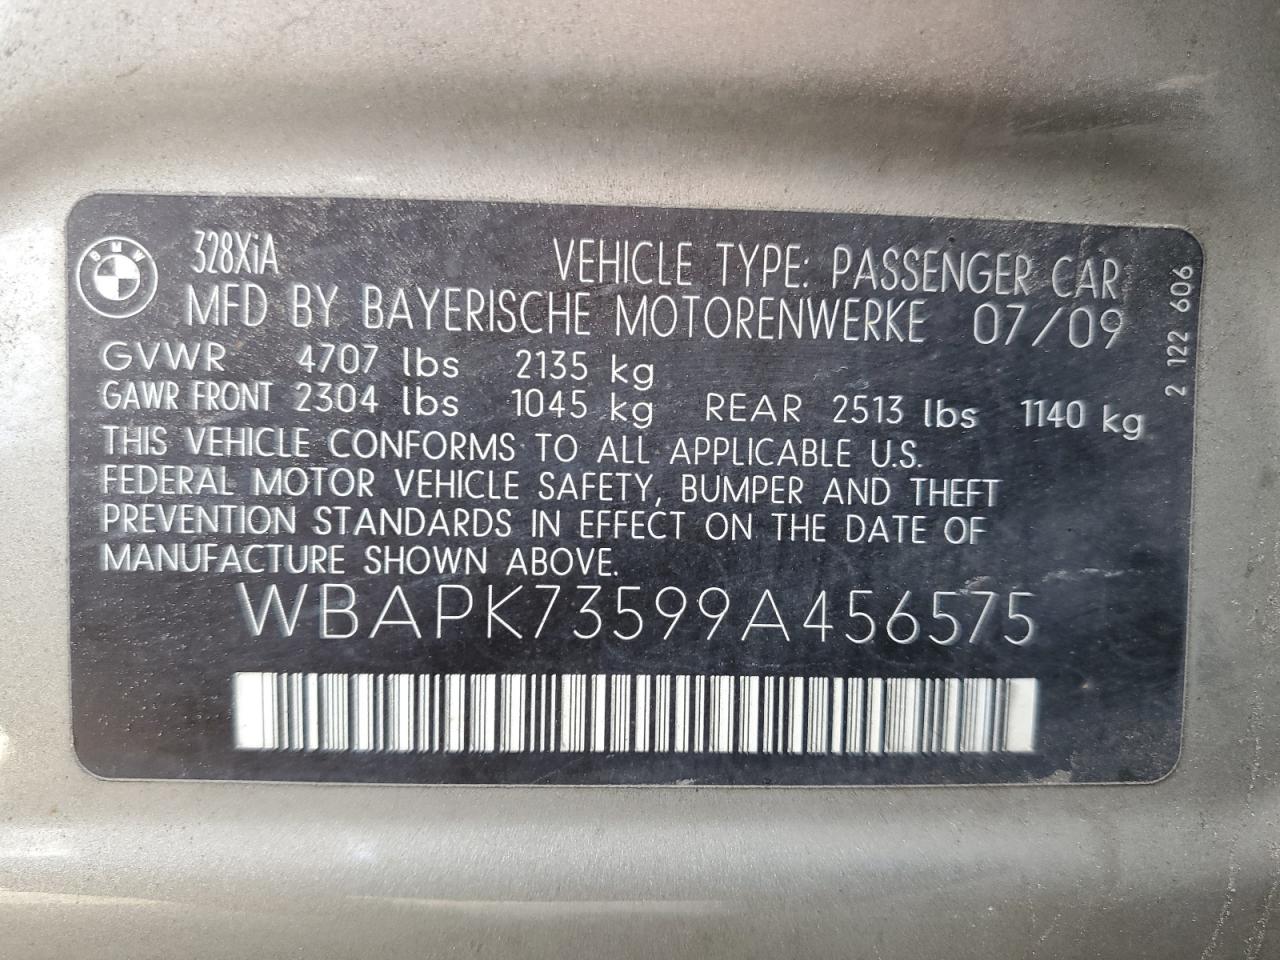 BMW
328XiA VEHICLE TYPE: PASSENGER CAR
MFD BY BAYERISCHE MOTORENWERKE 07/09
GVWR 4707 lbs 2135 kg
GAWR FRONT 2304 lbs 1045 kg REAR 2513 lbs 1140 kg
THIS VEHICLE CONFORMS TO ALL APPLICABLE U.S.
FEDERAL MOTOR VEHICLE SAFETY, BUMPER AND THEFT
PREVENTION STANDARDS IN EFFECT ON THE DATE OF
MANUFACTURE SHOWN ABOVE.
WBAPK73599A456575
2 122 606